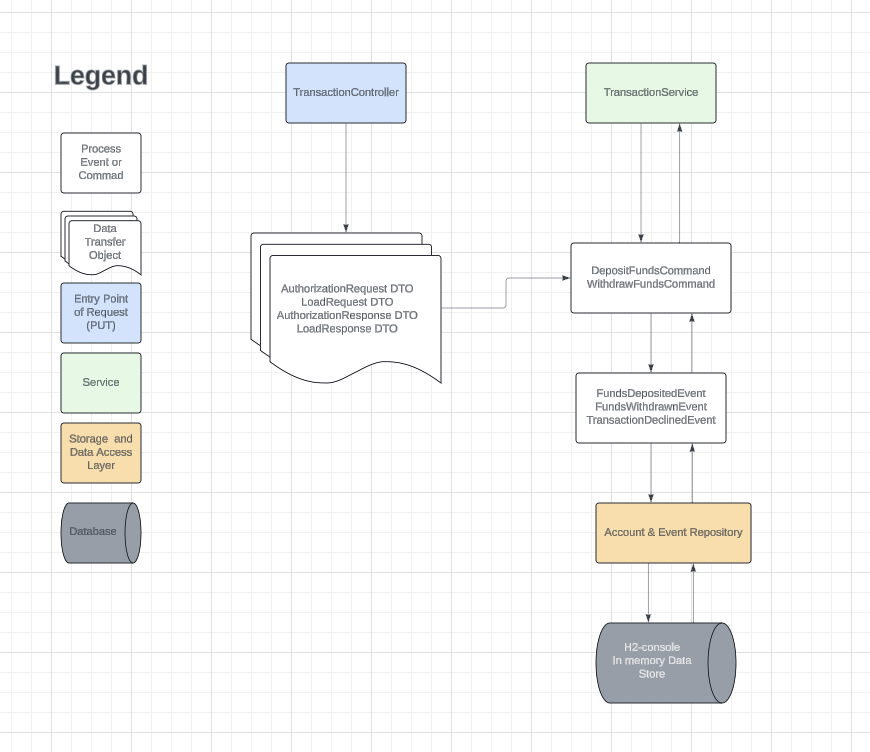 Legend
Process
Event or
Commad
Data
Transfer
Object
Entry Point
of Request
(PUT)
Service
Storage and
Data Access
Layer
Database
TransactionController
AuthorizationRequest DTO
LoadRequest DTO
AuthorizationResponse DTO
LoadResponse DTO
TransactionService
DepositFundsCommand
WithdrawFundsCommand
FundsDepositedEvent
FundsWithdrawnEvent
TransactionDeclinedEvent
Account & Event Repository
H2-console
In memory Data
Store